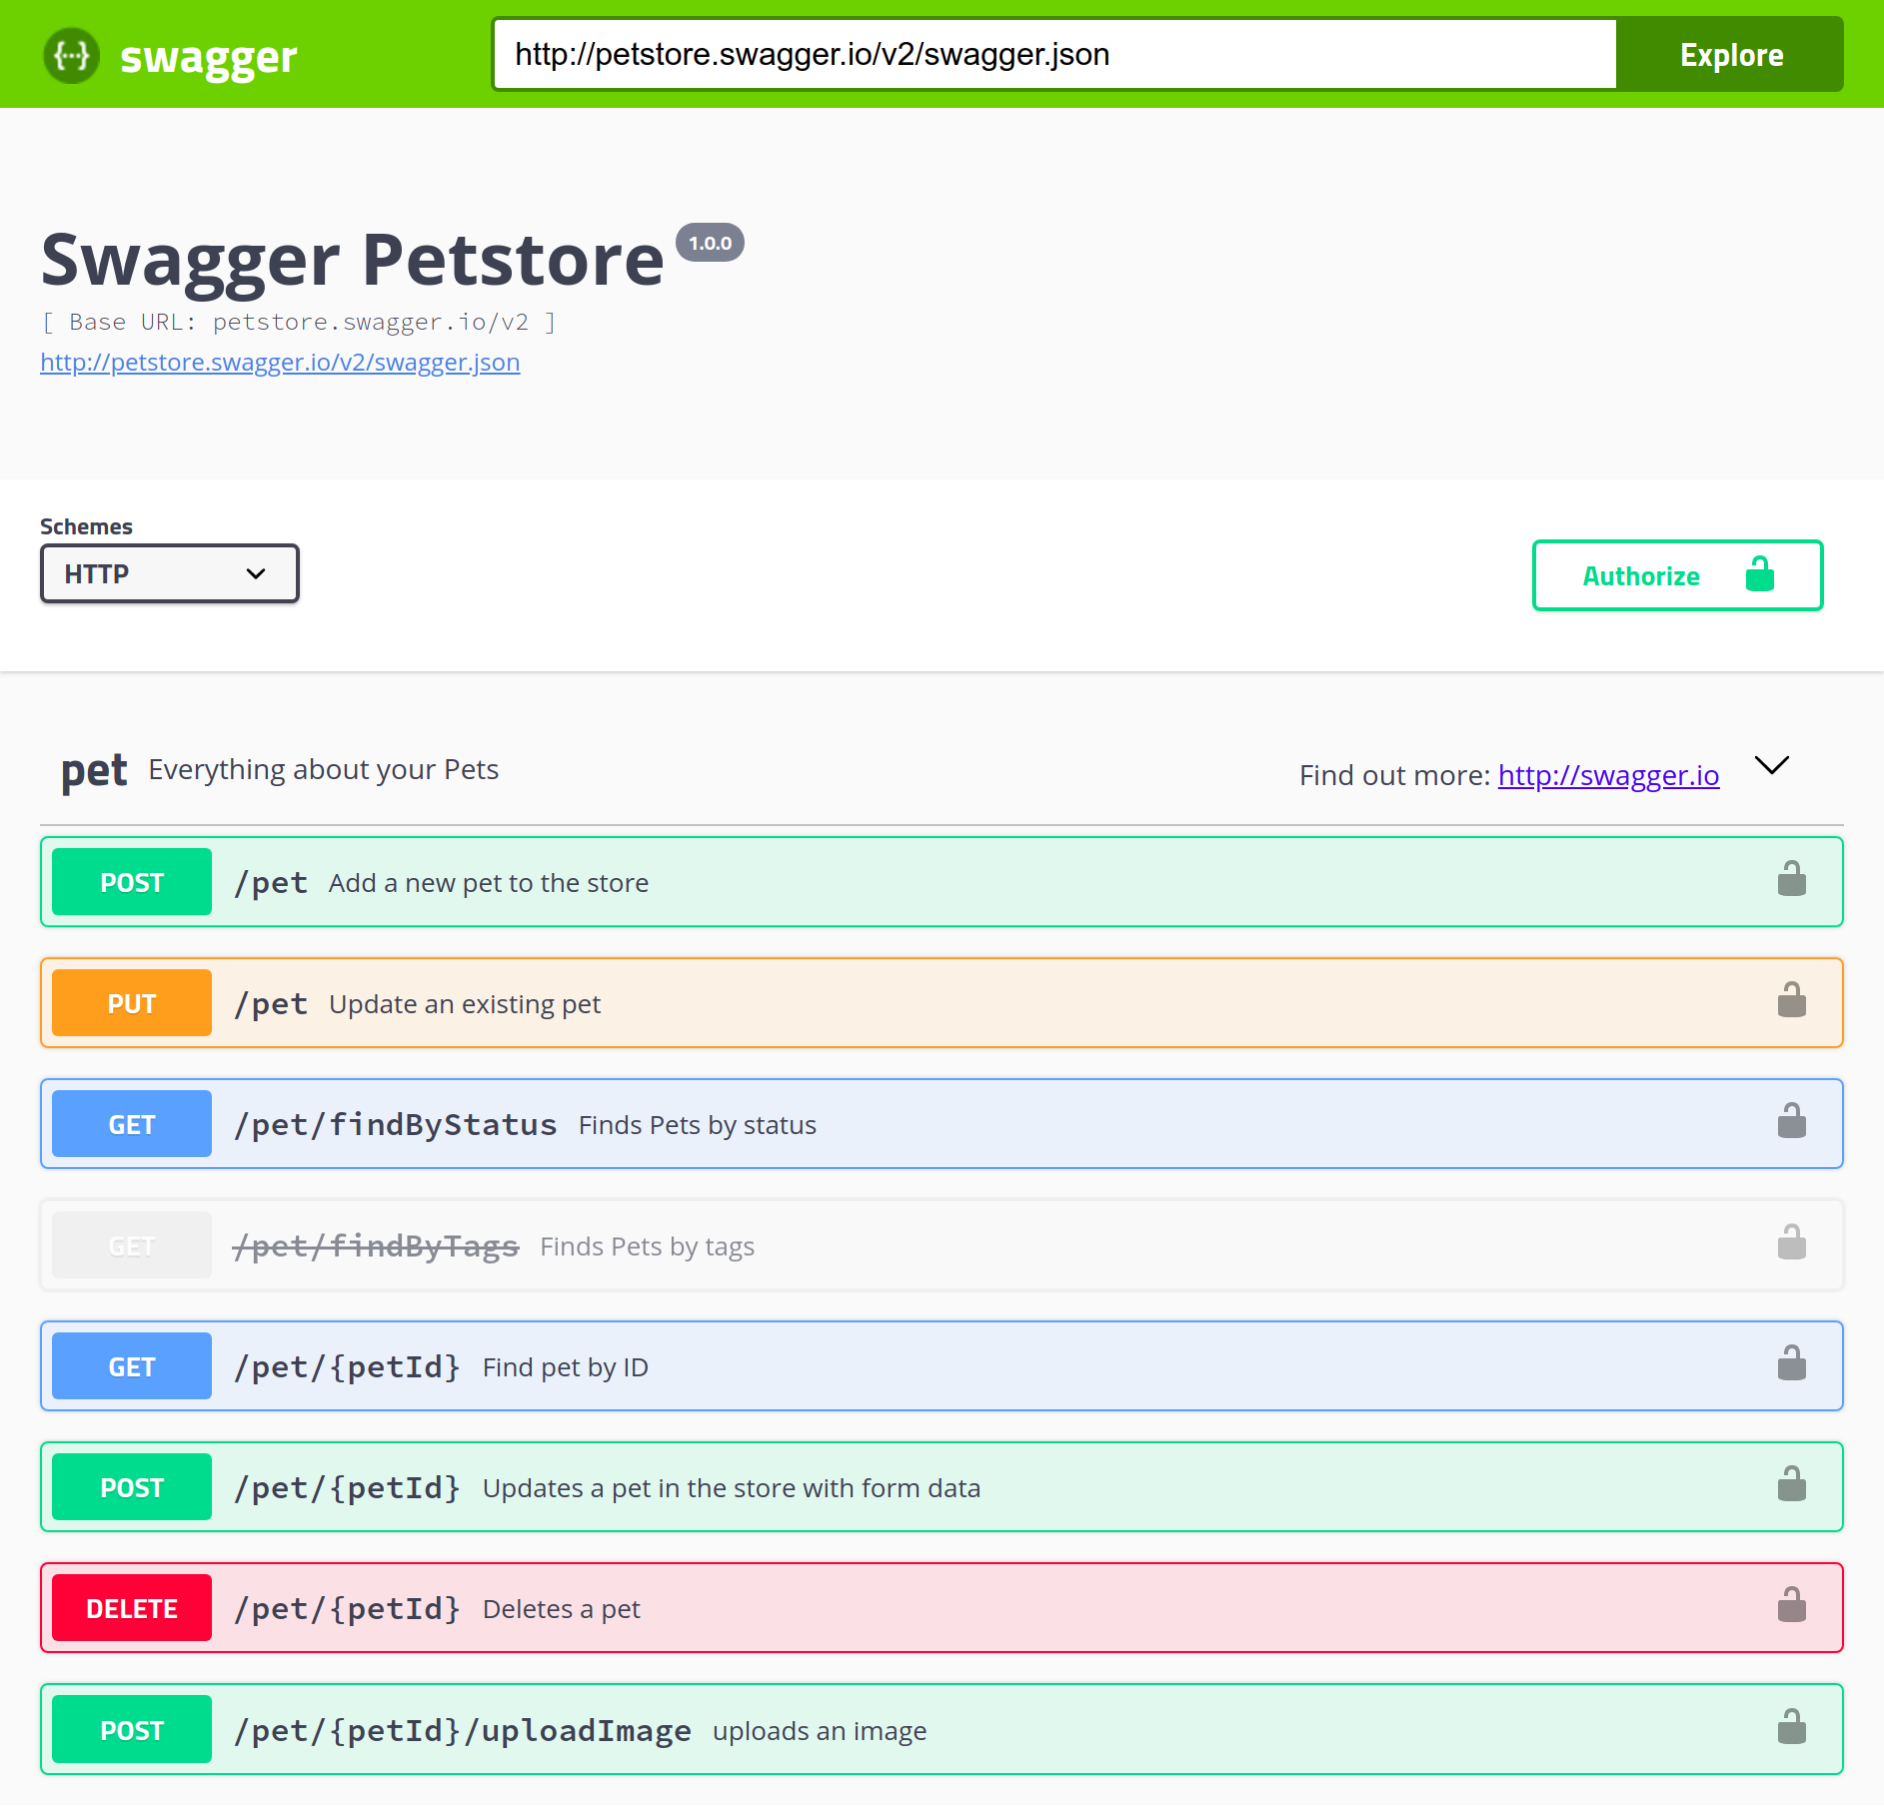 {...} swagger
http://petstore.swagger.io/v2/swagger.json
Explore
Swagger Petstore 1.0.0
[ Base URL: petstore.swagger.io/v2 ]
http://petstore.swagger.io/v2/swagger.json
Schemes
HTTP
Authorize
pet Everything about your Pets
Find out more: http://swagger.io
POST /pet Add a new pet to the store
PUT /pet Update an existing pet
GET /pet/findByStatus Finds Pets by status
GET /pet/findByTags Finds Pets by tags
GET /pet/{petId} Find pet by ID
POST /pet/{petId} Updates a pet in the store with form data
DELETE /pet/{petId} Deletes a pet
POST /pet/{petId}/uploadImage uploads an image